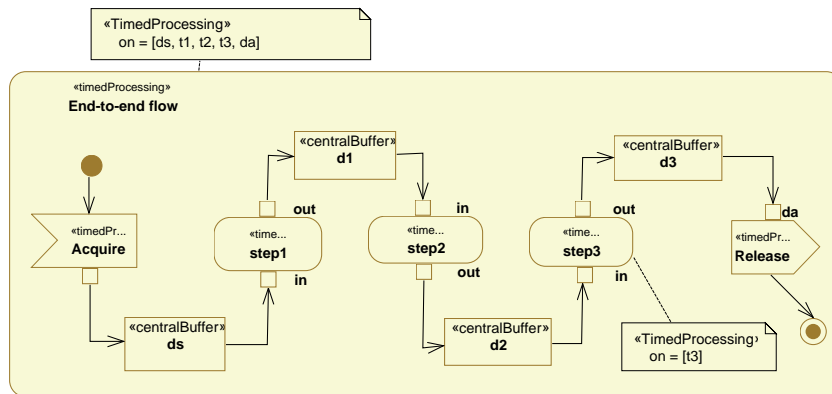 «TimedProcessing»
on = [ds, t1, t2, t3, da]
«timedProcessing»
End-to-end flow
«centralBuffer»
d1
«centralBuffer»
d3
out
in
out
da
«timedPr...
Acquire
«time...
step1
«time...
step2
«time...
step3
«timedPr...
Release
in
out
in
«centralBuffer»
ds
«centralBuffer»
d2
«TimedProcessing»
on = [t3]